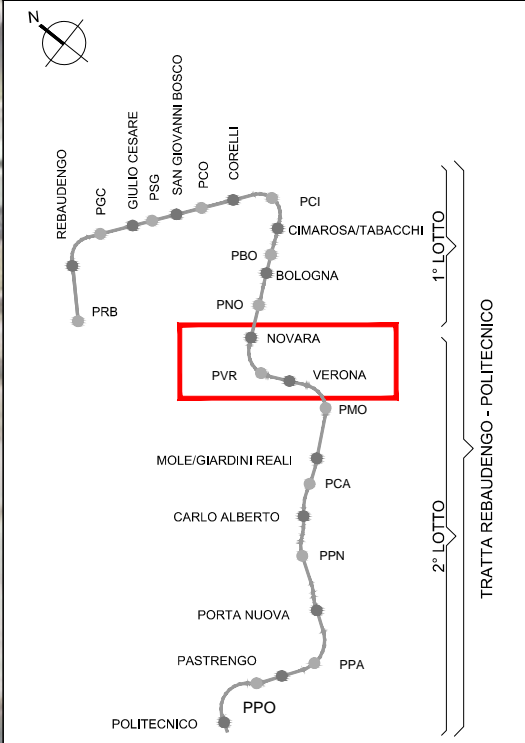 N
REBAUDENGO
PGC
GIULIO CESARE
PSG
SAN GIOVANNI BOSCO
PCO
CORELLI
PCI
CIMAROSA/TABACCHI
PBO
BOLOGNA
PNO
PRB
NOVARA
PVR
VERONA
PMO
MOLE/GIARDINI REALI
PCA
CARLO ALBERTO
PPN
PORTA NUOVA
PASTRENGO
PPA
PPO
POLITECNICO
1° LOTTO
2° LOTTO
TRATTA REBAUDENGO - POLITECNICO